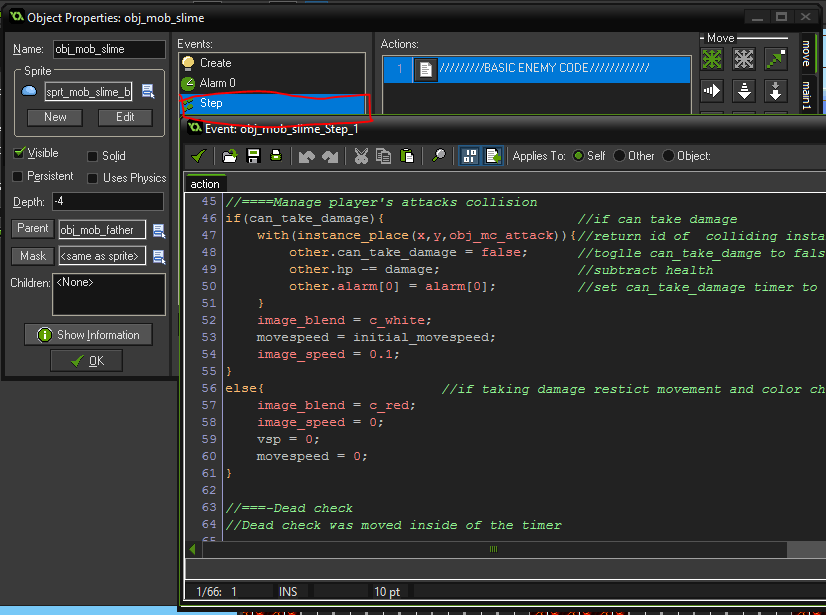 Object Properties: obj_mob_slime
Name: obj_mob_slime
Sprite
sprt_mob_slime_b
New Edit
Visible Solid
Persistent Uses Physics
Depth: -4
Parent obj_mob_father
Mask <same as sprite>
Children: <None>
Show Information
OK
Events:
Create
Alarm 0
Step
Actions:
1 /////////BASIC ENEMY CODE////////////
Move
move
main1
Event: obj_mob_slime_Step_1
Applies To: Self Other Object:
action
45 //====Manage player's attacks collision
46 if(can_take_damage){ //if can take damage
47 with(instance_place(x,y,obj_mc_attack)){//return id of colliding insta
48 other.can_take_damage = false; //toglle can_take_damge to fals
49 other.hp -= damage; //subtract health
50 other.alarm[0] = alarm[0]; //set can_take_damage timer to
51 }
52 image_blend = c_white;
53 movespeed = initial_movespeed;
54 image_speed = 0.1;
55 }
56 else{ //if taking damage restict movement and color ch
57 image_blend = c_red;
58 image_speed = 0;
59 vsp = 0;
60 movespeed = 0;
61 }
62
63 //===-Dead check
64 //Dead check was moved inside of the timer
65
1/66: 1 INS 10 pt